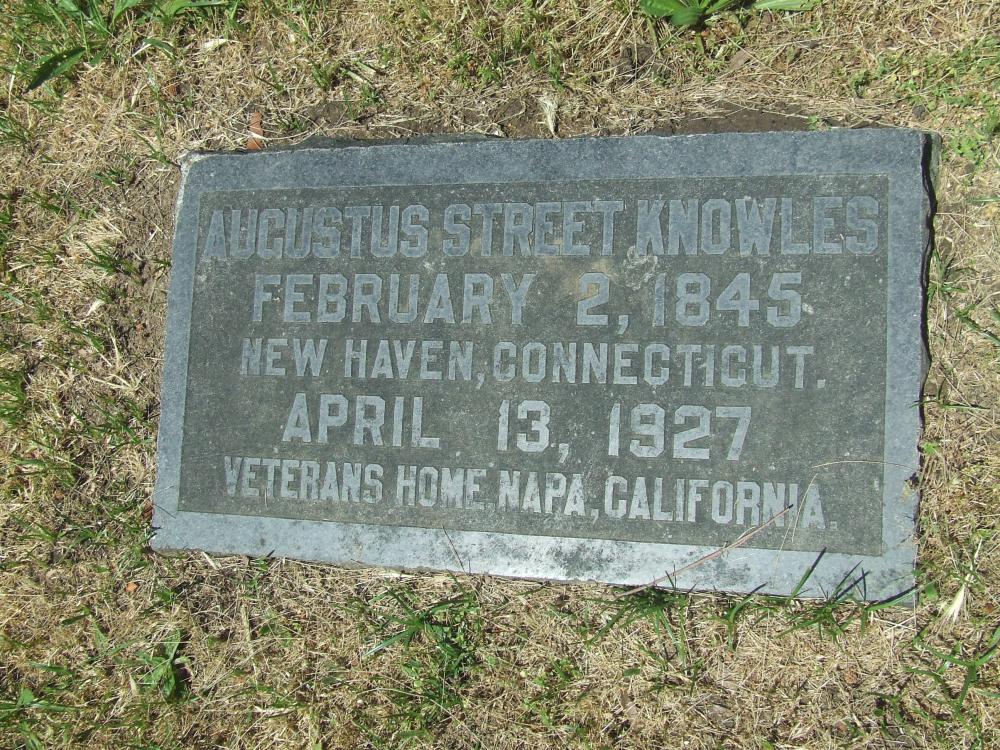 AUGUSTUS STREET KNOWLES
FEBRUARY 2, 1845
NEW HAVEN, CONNECTICUT.
APRIL 13, 1927
VETERANS HOME, NAPA, CALIFORNIA.